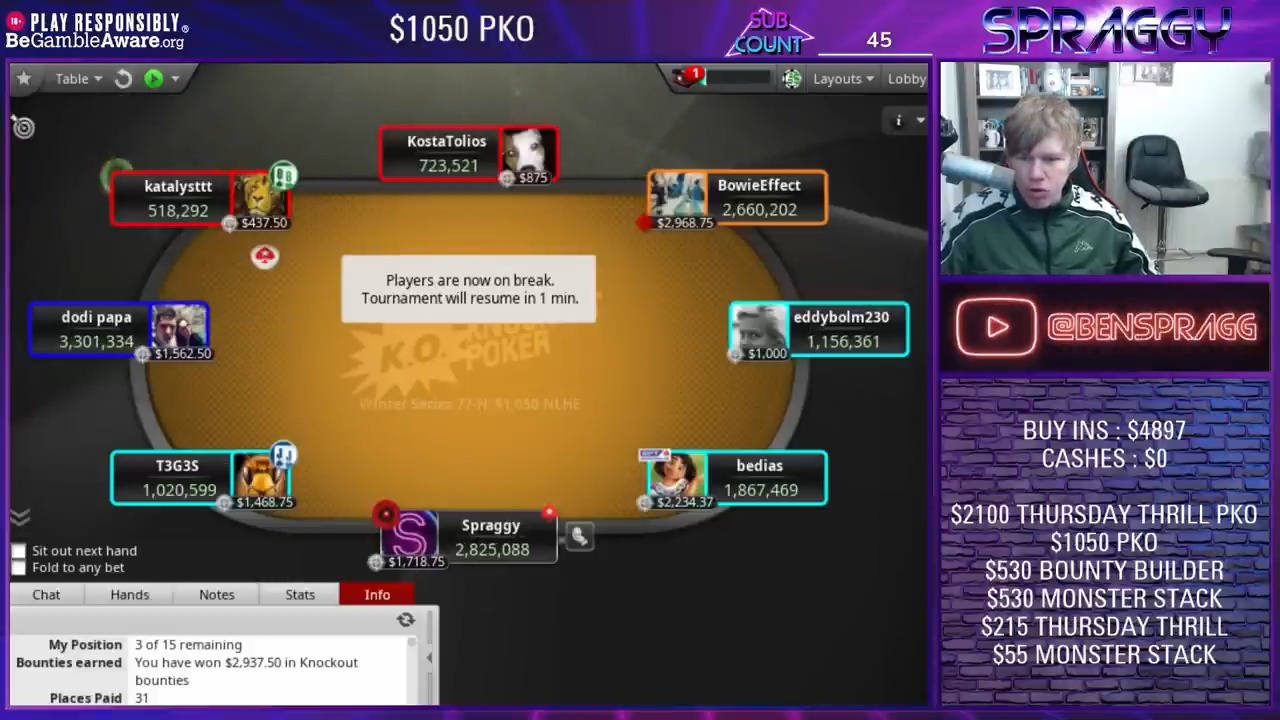 18+ PLAY RESPONSIBLY.
BeGambleAware.org
$1050 PKO
SUB
COUNT
45
SPRAGGY
Table
1
Layouts
Lobby
i
KostaTolios
723,521
$875
katalysttt
518,292
$437.50
BowieEffect
2,660,202
$2,968.75
Players are now on break.
Tournament will resume in 1 min.
dodi papa
3,301,334
$1,562.50
eddybolm230
1,156,361
$1,000
K.O.
POKER
Series 77-H: $1,050 NLHE
T3G3S
1,020,599
$1,468.75
bedias
1,867,469
$2,234.37
S
Spraggy
2,825,088
$1,718.75
Sit out next hand
Fold to any bet
Chat
Hands
Notes
Stats
Info
My Position 3 of 15 remaining
Bounties earned You have won $2,937.50 in Knockout
bounties
Places Paid 31
@BENSPRAGG
BUY INS : $4897
CASHES : $0
$2100 THURSDAY THRILL PKO
$1050 PKO
$530 BOUNTY BUILDER
$530 MONSTER STACK
$215 THURSDAY THRILL
$55 MONSTER STACK